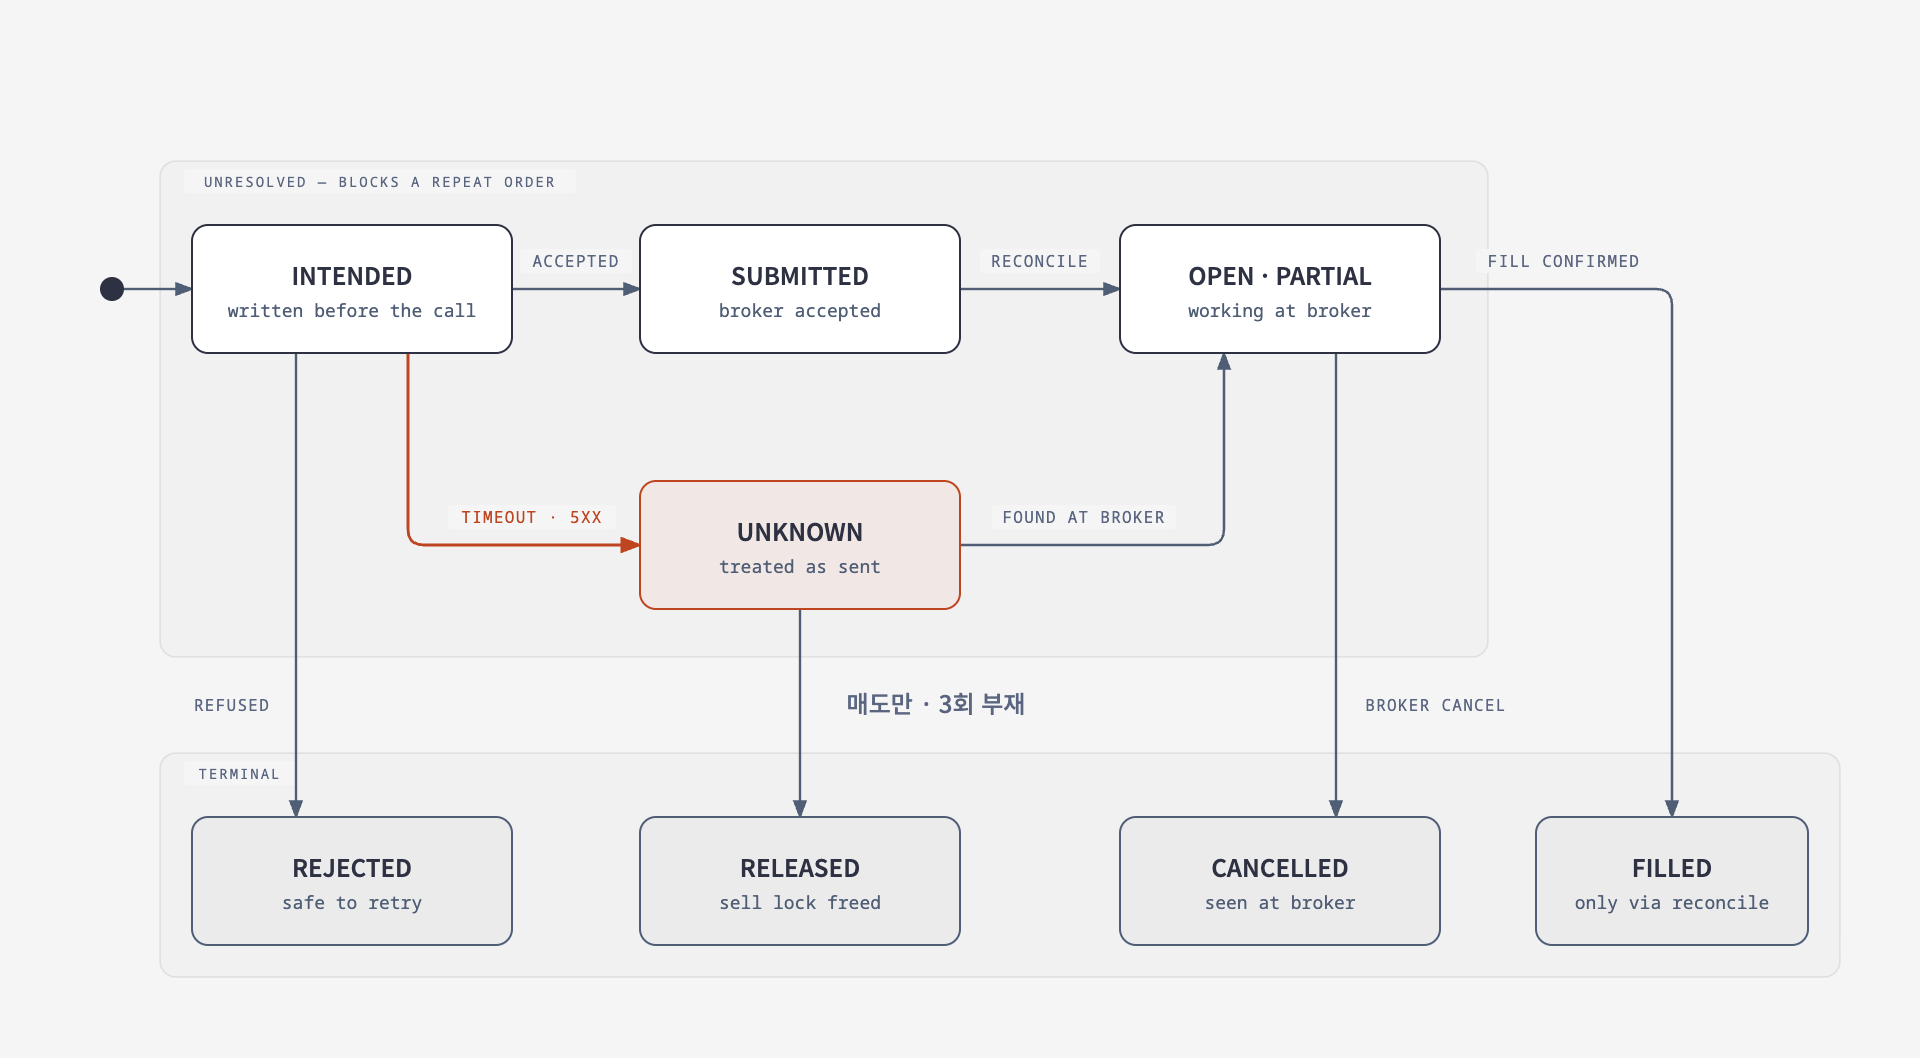 UNRESOLVED — BLOCKS A REPEAT ORDER
INTENDED
written before the call
ACCEPTED
SUBMITTED
broker accepted
RECONCILE
OPEN · PARTIAL
working at broker
FILL CONFIRMED
TIMEOUT · 5XX
UNKNOWN
treated as sent
FOUND AT BROKER
REFUSED
매도만 · 3회 부재
BROKER CANCEL
TERMINAL
REJECTED
safe to retry
RELEASED
sell lock freed
CANCELLED
seen at broker
FILLED
only via reconcile